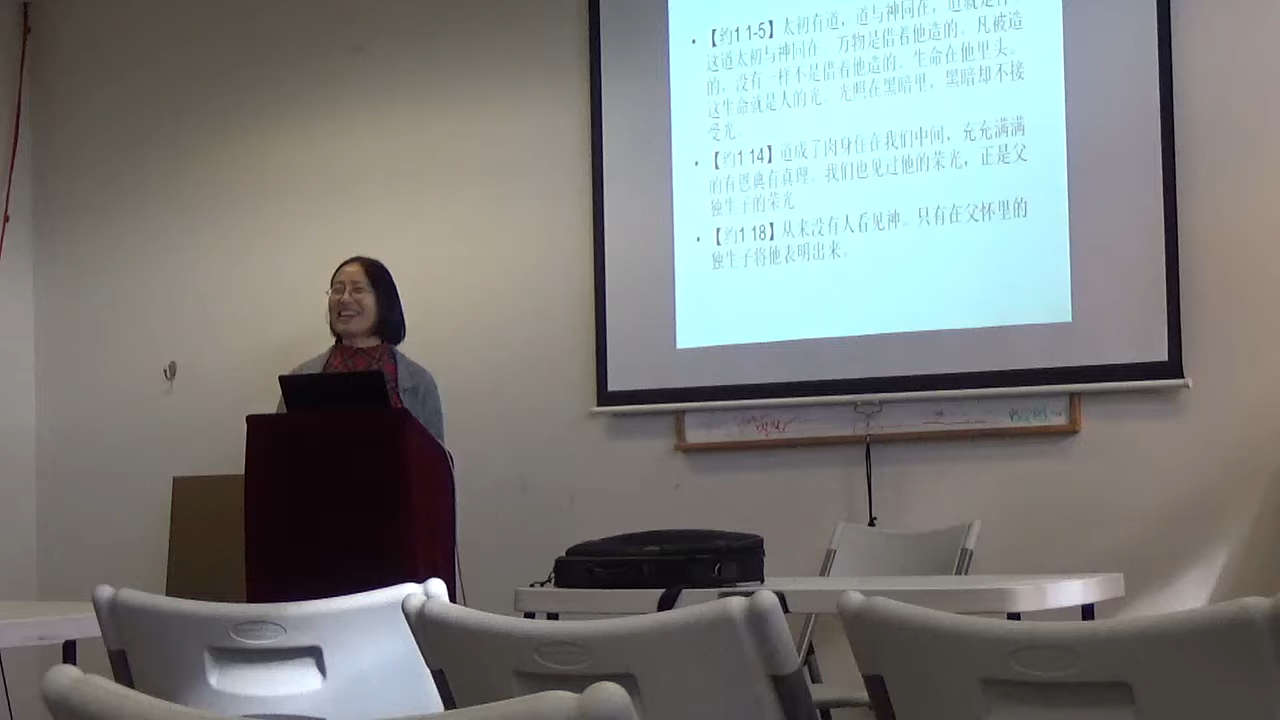 • 【约1 1-5】太初有道，道与神同在，道就是神。
这道太初与神同在。万物是借着他造的。凡被造
的，没有一样不是借着他造的。生命在他里头。
这生命就是人的光。光照在黑暗里，黑暗却不接
受光。
• 【约1 14】道成了肉身住在我们中间，充充满满
的有恩典有真理。我们也见过他的荣光，正是父
独生子的荣光。
• 【约1 18】从来没有人看见神。只有在父怀里的
独生子将他表明出来。